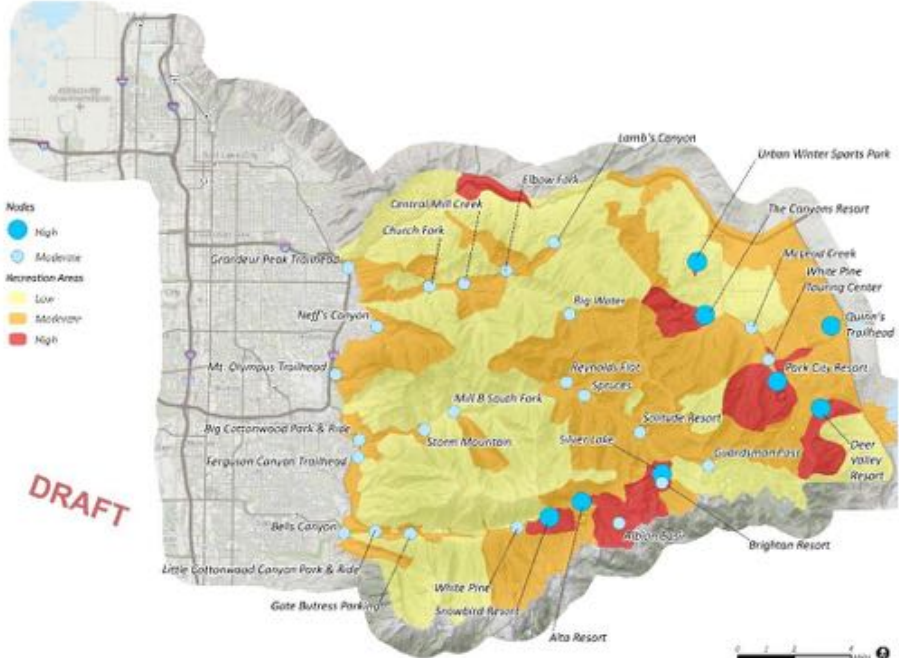 Lamb's Canyon
Urban Winter Sports Park
Elbow Fork
Central Mill Creek
The Canyons Resort
Church Fork
Nodes
High
Moderate
Recreation Areas
Low
Moderate
High
Grandeur Peak Trailhead
McLeod Creek
White Pine
Touring Center
Neff's Canyon
Big Water
Quinn's
Trailhead
Mt. Olympus Trailhead
Reynolds Flat
Spruces
Park City Resort
Mill B South Fork
Solitude Resort
Big Cottonwood Park & Ride
Storm Mountain
Silver Lake
Ferguson Canyon Trailhead
Guardsman Pass
Deer
Valley
Resort
DRAFT
Bells Canyon
Albion Basin
Brighton Resort
Little Cottonwood Canyon Park & Ride
White Pine
Gate Butress Parking
Snowbird Resort
Alta Resort